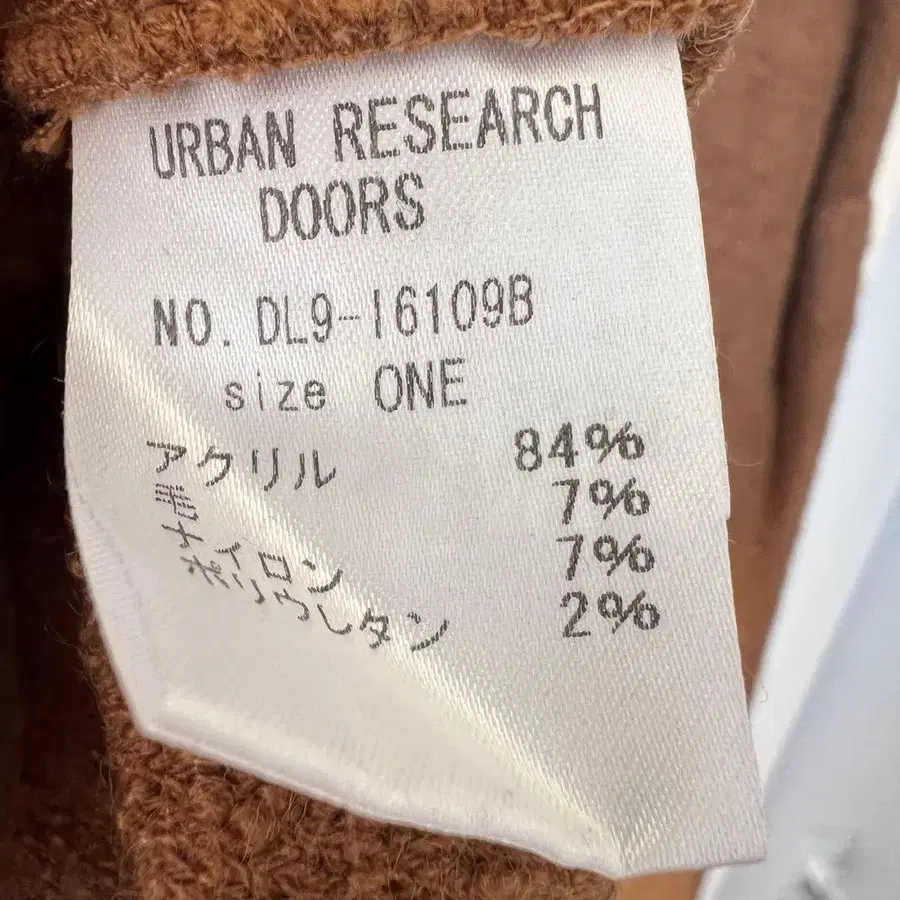 URBAN RESEARCH
DOORS
NO. DL9-16109B
size ONE
アクリル 84%
毛 7%
ナイロン 7%
ポリウレタン 2%